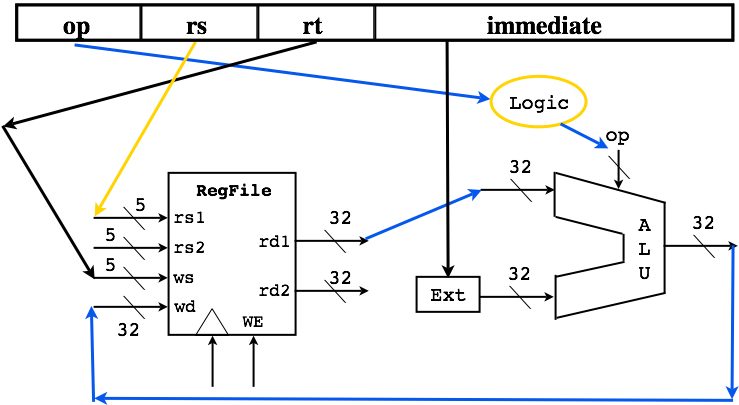 op rs rt immediate
Logic
op
RegFile
32
5
rs1
32
32
A
L
U
5
rs2
rd1
5
ws
32
32
rd2
Ext
wd
32
WE